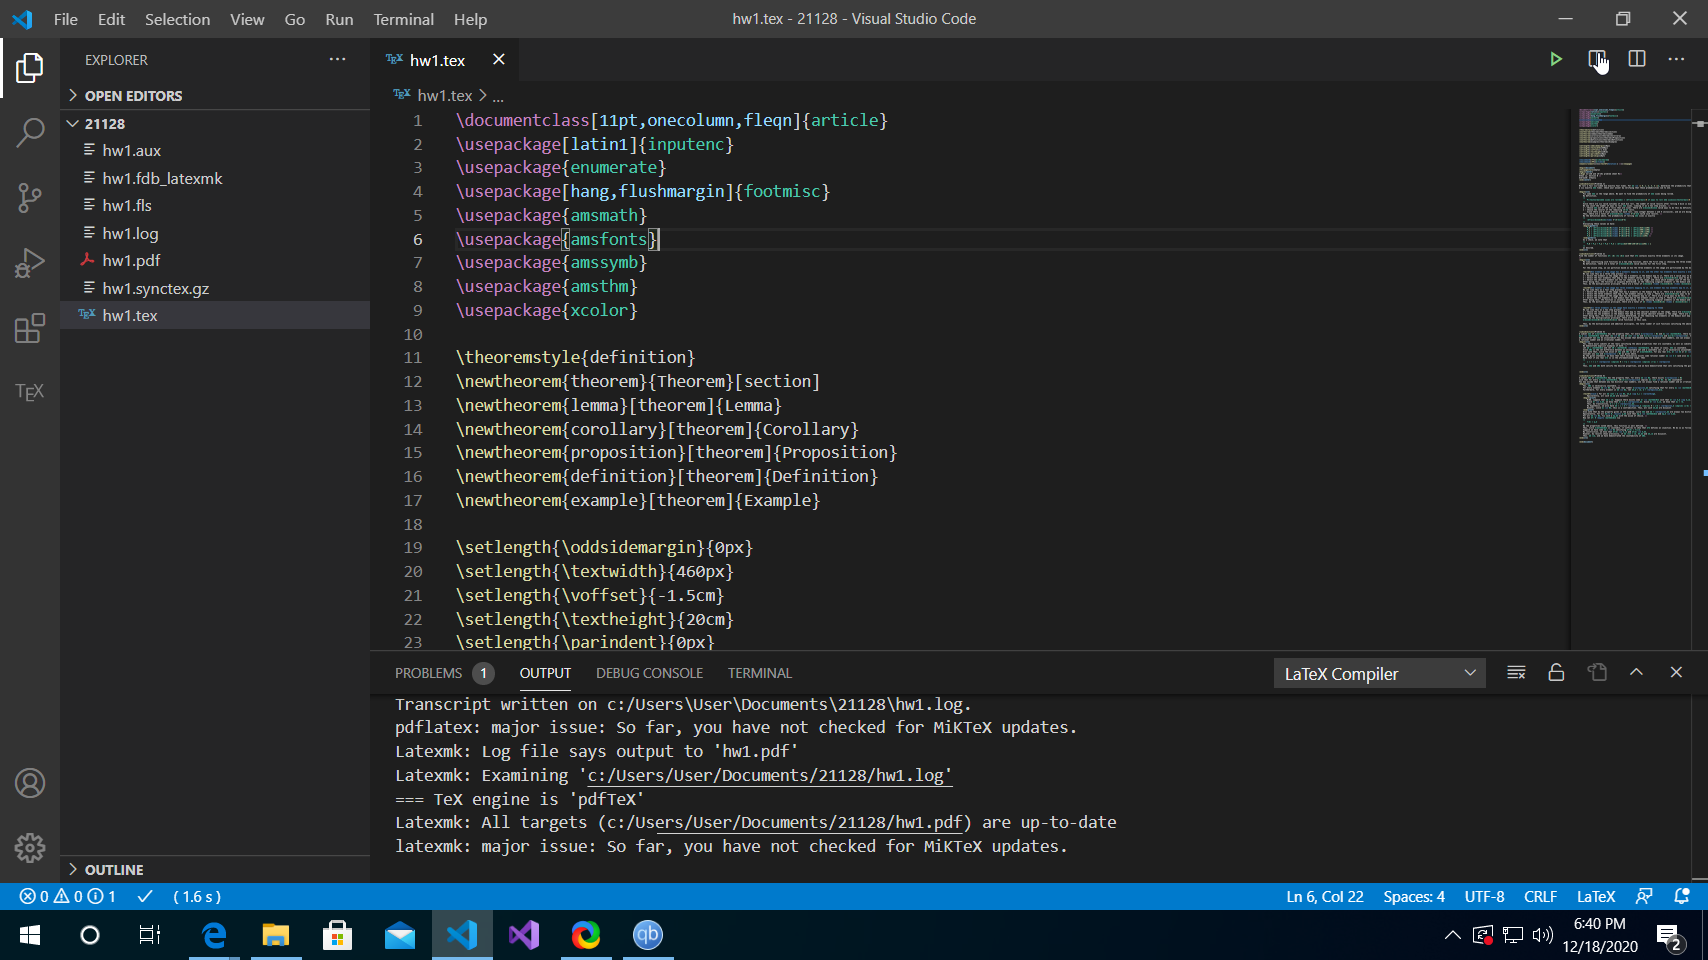 File Edit Selection View Go Run Terminal Help
hw1.tex - 21128 - Visual Studio Code
EXPLORER
OPEN EDITORS
21128
hw1.aux
hw1.fdb_latexmk
hw1.fls
hw1.log
hw1.pdf
hw1.synctex.gz
TEX hw1.tex
TEX
OUTLINE
TEX hw1.tex
TEX hw1.tex > ...
1 \documentclass[11pt,onecolumn,fleqn]{article}
2 \usepackage[latin1]{inputenc}
3 \usepackage{enumerate}
4 \usepackage[hang,flushmargin]{footmisc}
5 \usepackage{amsmath}
6 \usepackage{amsfonts}
7 \usepackage{amssymb}
8 \usepackage{amsthm}
9 \usepackage{xcolor}
10
11 \theoremstyle{definition}
12 \newtheorem{theorem}{Theorem}[section]
13 \newtheorem{lemma}[theorem]{Lemma}
14 \newtheorem{corollary}[theorem]{Corollary}
15 \newtheorem{proposition}[theorem]{Proposition}
16 \newtheorem{definition}[theorem]{Definition}
17 \newtheorem{example}[theorem]{Example}
18
19 \setlength{\oddsidemargin}{0px}
20 \setlength{\textwidth}{460px}
21 \setlength{\voffset}{-1.5cm}
22 \setlength{\textheight}{20cm}
23 \setlength{\parindent}{0px}
PROBLEMS 1 OUTPUT DEBUG CONSOLE TERMINAL
LaTeX Compiler
Transcript written on c:/Users\User\Documents\21128\hw1.log.
pdflatex: major issue: So far, you have not checked for MiKTeX updates.
Latexmk: Log file says output to 'hw1.pdf'
Latexmk: Examining 'c:/Users/User/Documents/21128/hw1.log'
=== TeX engine is 'pdfTeX'
Latexmk: All targets (c:/Users/User/Documents/21128/hw1.pdf) are up-to-date
latexmk: major issue: So far, you have not checked for MiKTeX updates.
0 0 1 ( 1.6 s )
Ln 6, Col 22 Spaces: 4 UTF-8 CRLF LaTeX
qb
6:40 PM
12/18/2020
2